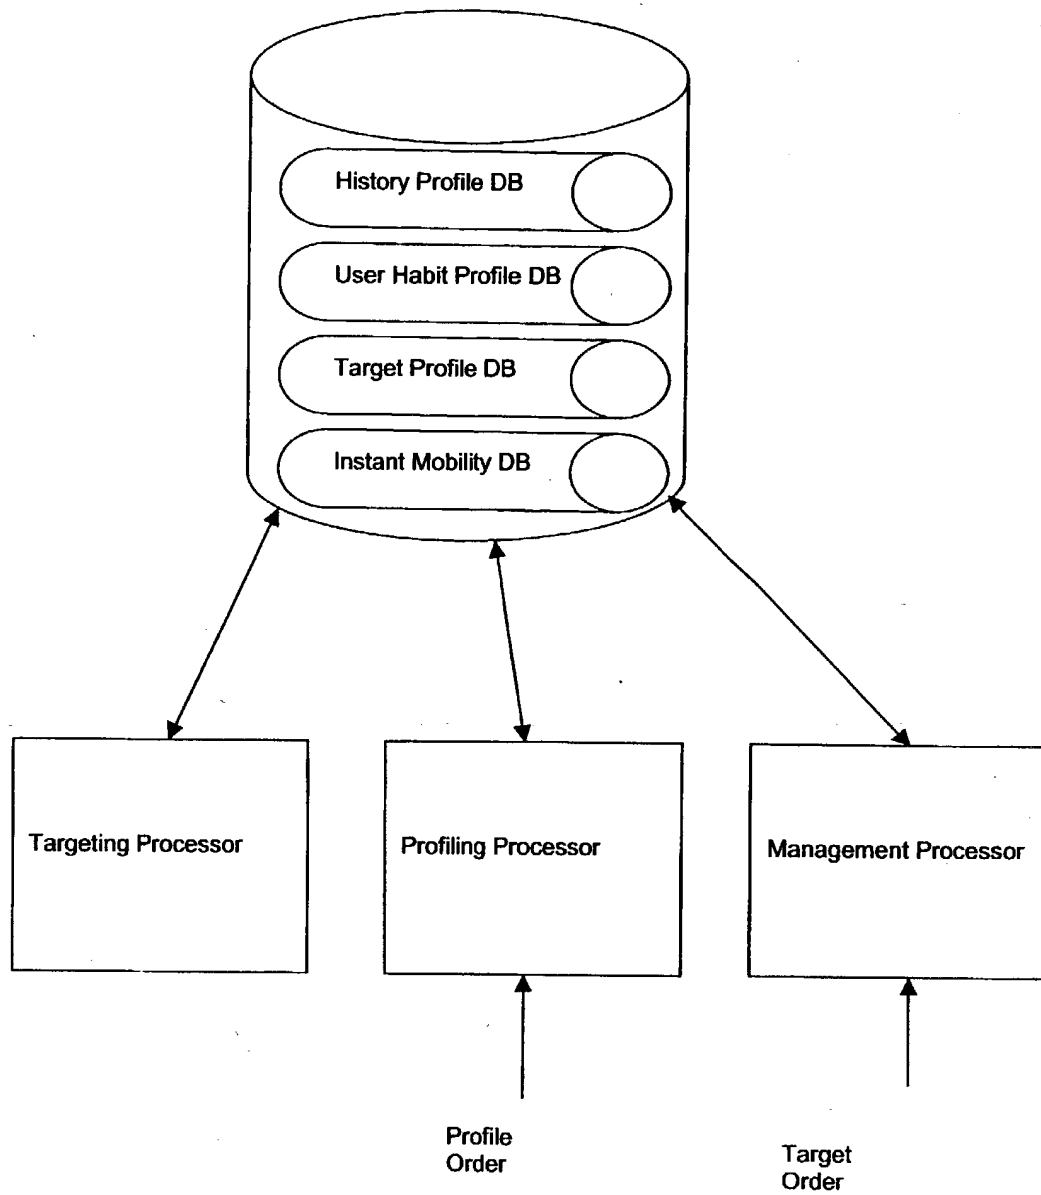 History Profile DB
User Habit Profile DB
Target Profile DB
Instant Mobility DB
Targeting Processor
Profiling Processor
Management Processor
Profile
Order
Target
Order